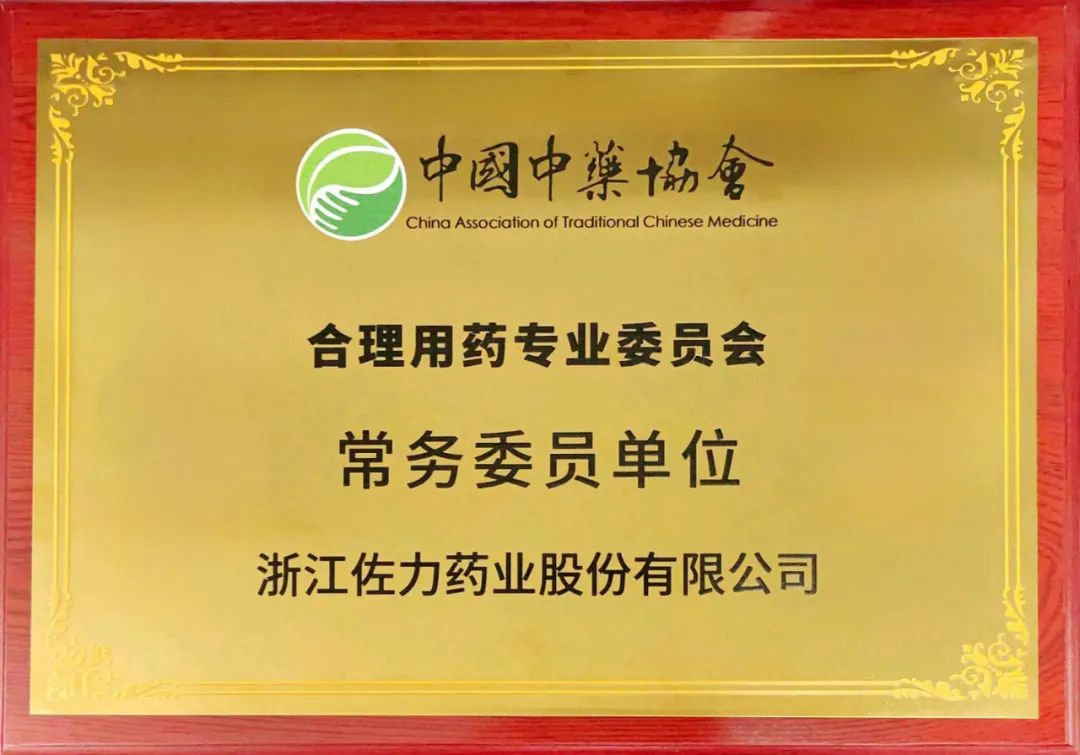 中國中藥協會
China Association of Traditional Chinese Medicine
合理用药专业委员会
常务委员单位
浙江佐力药业股份有限公司